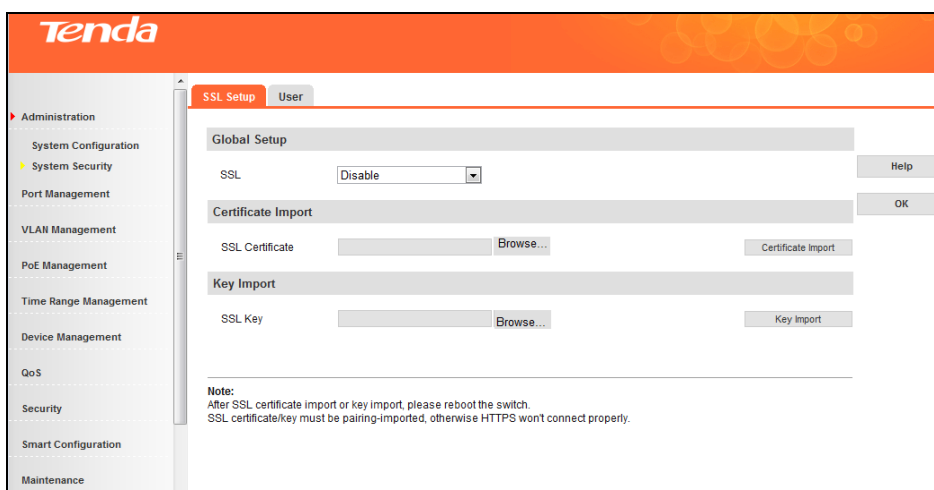 Tenda
SSL Setup
User
Administration
System Configuration
System Security
Port Management
VLAN Management
PoE Management
Time Range Management
Device Management
QoS
Security
Smart Configuration
Maintenance
Global Setup
SSL
Disable
Help
OK
Certificate Import
SSL Certificate
Browse...
Certificate Import
Key Import
SSL Key
Browse...
Key Import
Note:
After SSL certificate import or key import, please reboot the switch.
SSL certificate/key must be pairing-imported, otherwise HTTPS won't connect properly.